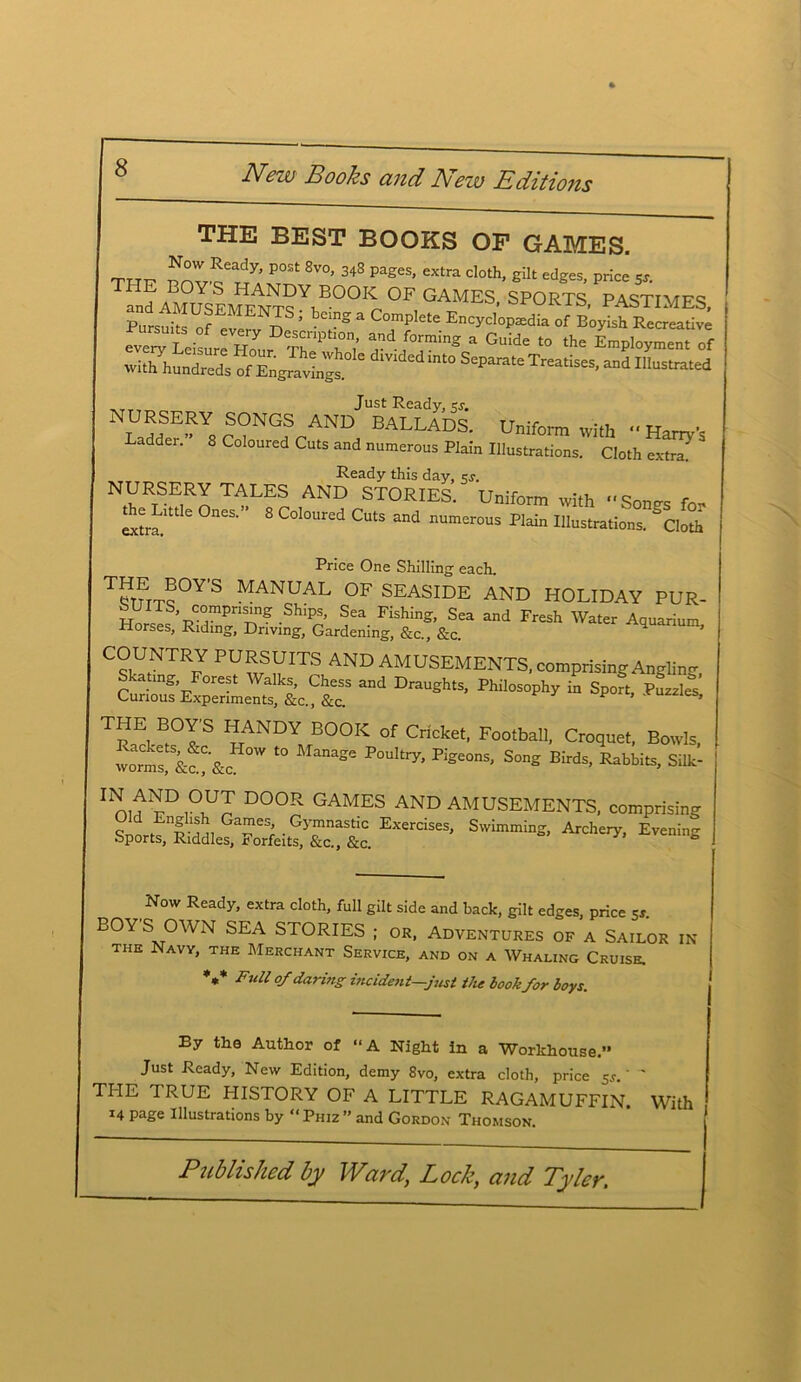 8 New Books and New Editions
THE BEST BOOKS OF GAMES.
Now Ready, post 8vo, 348 pages, extra cloth, gilt edges, price 5s.
THE BOY'S HANDY BOOK OF GAMES, SPORTS, PASTIMES,
and AMUSEMENTS; being a Complete Encyclopædia of Boyish Recreative
Pursuits of every Description, and forming a Guide to the Employment of
every Leisure Hour. The whole divided into Separate Treatises, and Illustrated
with hundreds of Engravings.
Just Ready, 5s.
NURSERY SONGS AND BALLADS. Uniform with "Harry's
Ladder." 8 Coloured Cuts and numerous Plain Illustrations. Cloth extra.
Ready this day, 5s.
NURSERY TALES AND STORIES. Uniform with "Songs for
the Little Ones." 8 Coloured Cuts and numerous Plain Illustrations. Cloth
extra.
Price One Shilling each.
THE BOY'S MANUAL OF SEASIDE AND HOLIDAY PUR-
SUITS, comprising Ships, Sea Fishing, Sea and Fresh Water Aquarium,
Horses, Riding, Driving, Gardening, &c., &c.
COUNTRY PURSUITS AND AMUSEMENTS, comprising Angling,
Skating, Forest Walks, Chess and Draughts, Philosophy in Sport, Puzzles,
Curious Experiments, &c., &c.
THE BOY'S HANDY BOOK of Cricket, Football, Croquet, Bowls,
Rackets, &c. How to Manage Poultry, Pigeons, Song Birds, Rabbits, Silk-
worms, &c., &c.
IN AND OUT DOOR GAMES AND AMUSEMENTS, comprising
Old English Games, Gymnastic Exercises, Swimming, Archery, Evening
Sports, Riddles, Forfeits, &c., &c.
Now Ready, extra cloth, full gilt side and back, gilt edges, price 5s.
BOY'S OWN SEA STORIES; OR, ADVENTURES OF A SAILOR IN
THE NAVY, THE MERCHANT SERVICE, AND ON A WHALING CRUISE.
*** Full of daring incident—just the book for boys.
By the Author of "A Night in a Workhouse."
Just Ready, New Edition, demy 8vo, extra cloth, price 5s.
THE TRUE HISTORY OF A LITTLE RAGAMUFFIN. With
14 page Illustrations by "PHIZ" and GORDON THOMSON.
Published by Ward, Lock, and Tyler.